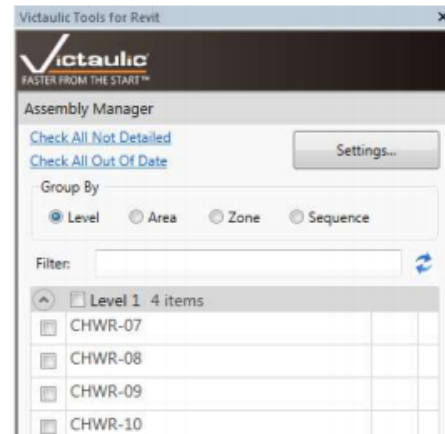 Victaulic Tools for Revit x
Victaulic
FASTER FROM THE START™
Assembly Manager
Check All Not Detailed
Settings...
Check All Out Of Date
Group By
Level Area Zone Sequence
Filter:
Level 1 4 items
CHWR-07
CHWR-08
CHWR-09
CHWR-10